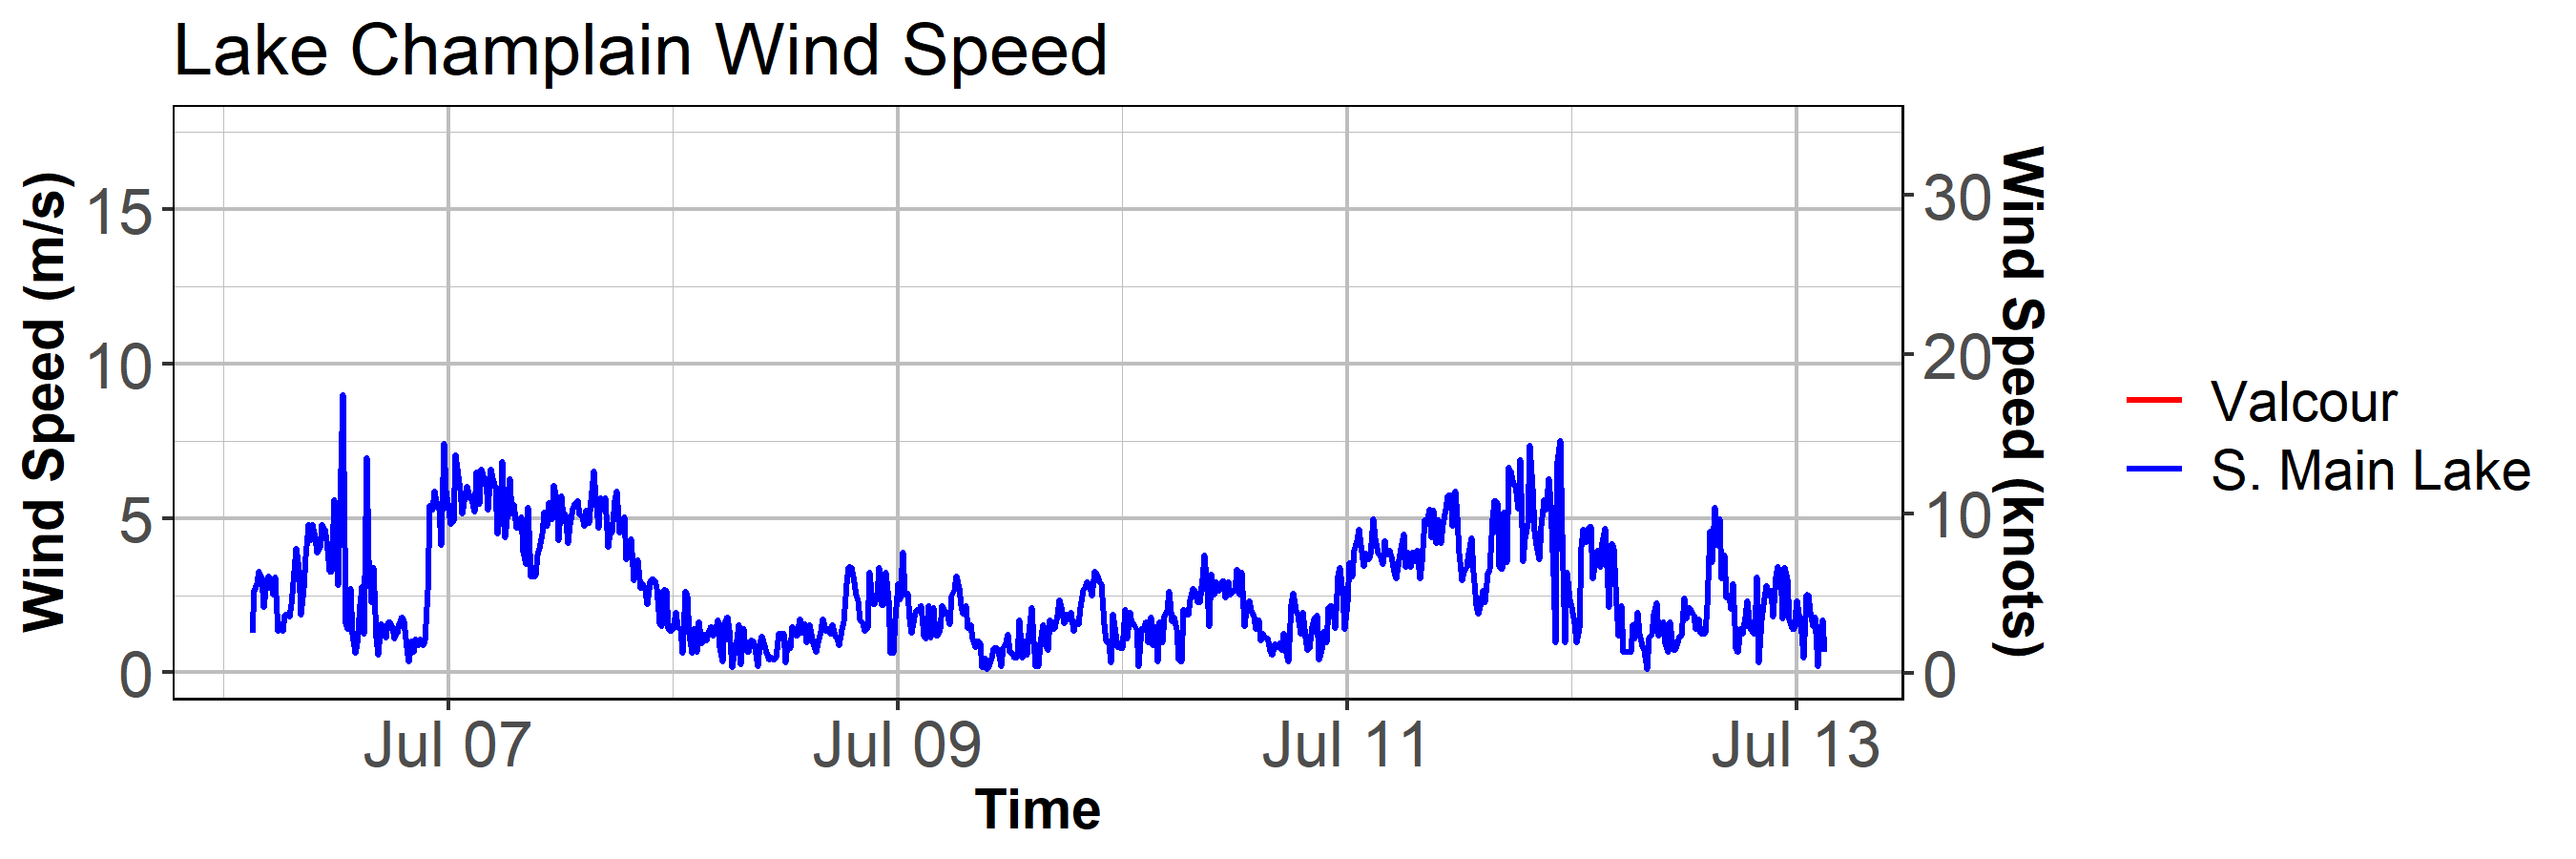 Lake Champlain Wind Speed
Wind Speed (m/s)
15
10
5
0
30
20
10
0
Wind Speed (knots)
Jul 07
Jul 09
Jul 11
Jul 13
Time
Valcour
S. Main Lake